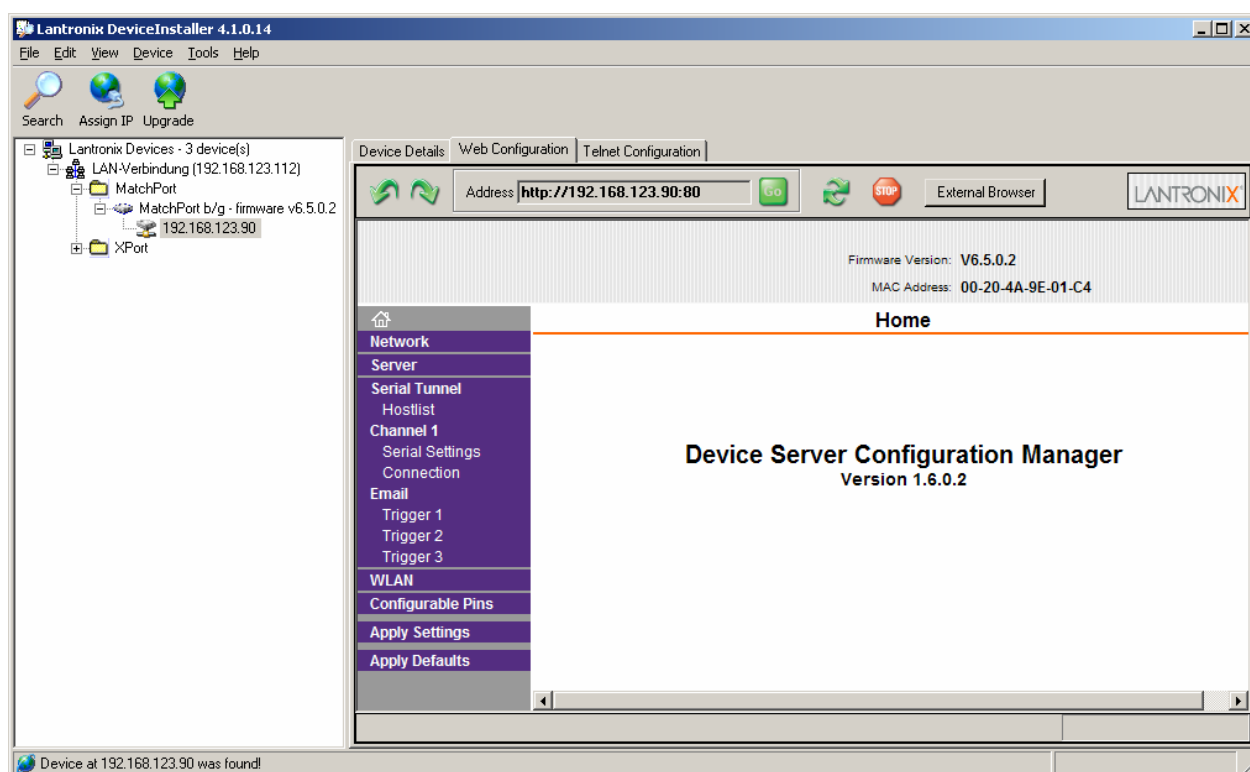 Lantronix DeviceInstaller 4.1.0.14
File Edit View Device Tools Help
Search Assign IP Upgrade
Lantronix Devices - 3 device(s)
LAN-Verbindung (192.168.123.112)
MatchPort
MatchPort b/g - firmware v6.5.0.2
192.168.123.90
XPort
Device Details Web Configuration Telnet Configuration
Address http://192.168.123.90:80 Go STOP External Browser LANTRONIX
Firmware Version: V6.5.0.2
MAC Address: 00-20-4A-9E-01-C4
Home
Network
Server
Serial Tunnel
Hostlist
Channel 1
Serial Settings
Connection
Email
Trigger 1
Trigger 2
Trigger 3
WLAN
Configurable Pins
Apply Settings
Apply Defaults
Device Server Configuration Manager
Version 1.6.0.2
Device at 192.168.123.90 was found!